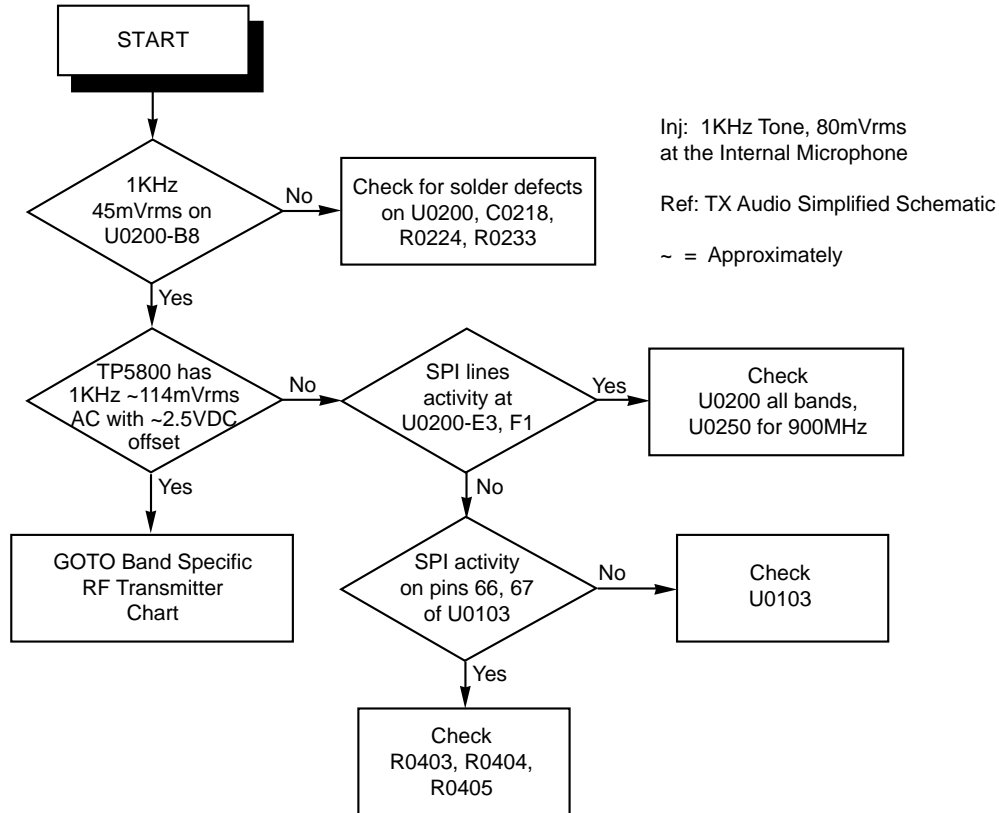 START
Inj: 1KHz Tone, 80mVrms
at the Internal Microphone
Ref: TX Audio Simplified Schematic
~ = Approximately
1KHz
45mVrms on
U0200-B8
No
Check for solder defects
on U0200, C0218,
R0224, R0233
Yes
TP5800 has
1KHz ~114mVrms
AC with ~2.5VDC
offset
No
SPI lines
activity at
U0200-E3, F1
Yes
Check
U0200 all bands,
U0250 for 900MHz
Yes
No
GOTO Band Specific
RF Transmitter
Chart
SPI activity
on pins 66, 67
of U0103
No
Check
U0103
Yes
Check
R0403, R0404,
R0405